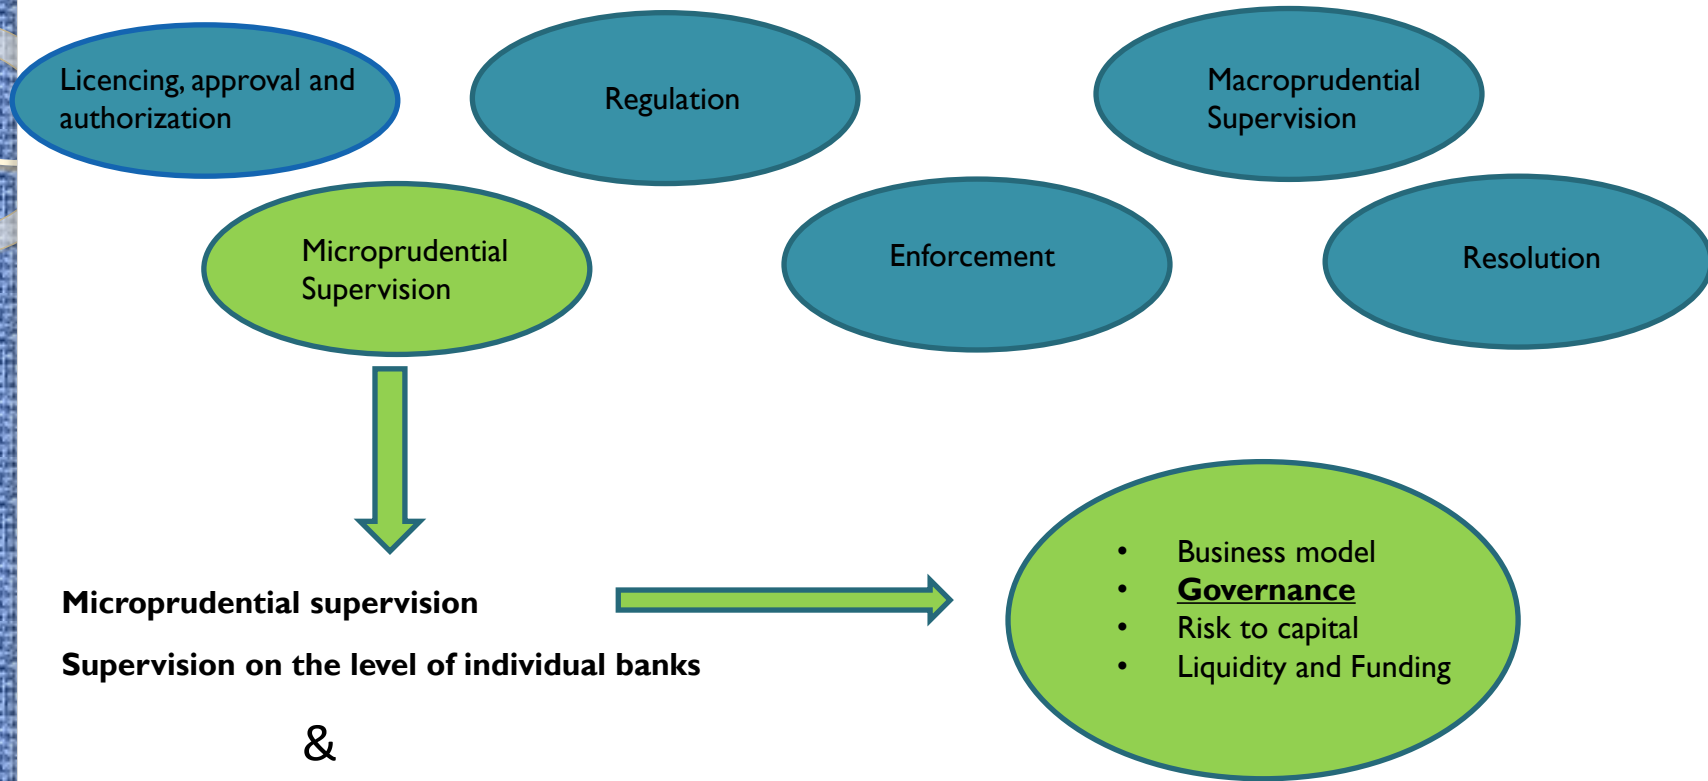 Licencing, approval and
authorization
Regulation
Macroprudential
Supervision
Microprudential
Supervision
Enforcement
Resolution
Microprudential supervision
Supervision on the level of individual banks
&
• Business model
• Governance
• Risk to capital
• Liquidity and Funding